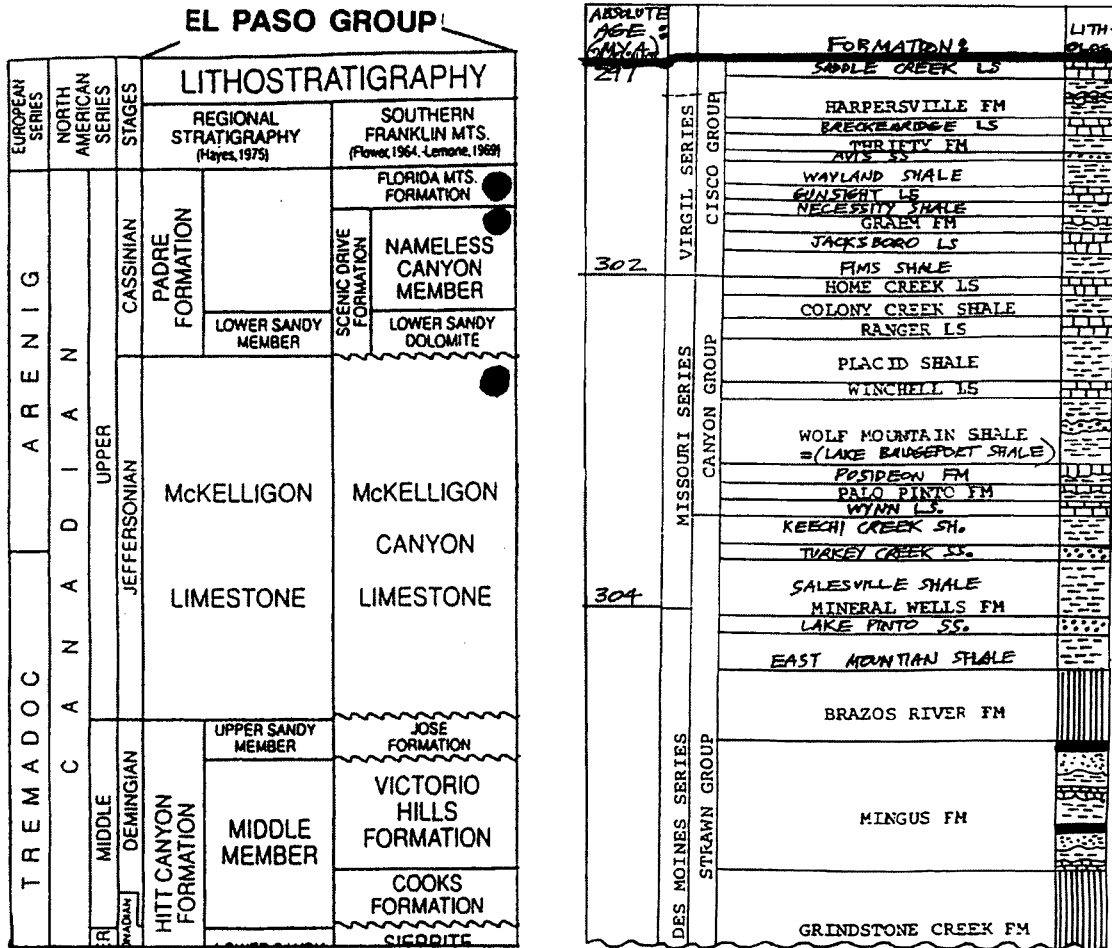 EL PASO GROUP
EUROPEAN
SERIES
NORTH
AMERICAN
SERIES
STAGES
LITHOSTRATIGRAPHY
REGIONAL
STRATIGRAPHY
(Hayes, 1975)
SOUTHERN
FRANKLIN MTS.
(Flower, 1964, Lemone, 1969)
ARENIG
TREMADOC
CANADIAN
UPPER
MIDDLE
CASSINIAN
JEFFERSONIAN
DEMINGIAN
PADRE
FORMATION
LOWER SANDY
MEMBER
FLORIDA MTS.
FORMATION
SCENIC DRIVE
FORMATION
NAMELESS
CANYON
MEMBER
LOWER SANDY
DOLOMITE
McKELLIGON
LIMESTONE
McKELLIGON
CANYON
LIMESTONE
HITT CANYON
FORMATION
UPPER SANDY
MEMBER
MIDDLE
MEMBER
JOSE
FORMATION
VICTORIO
HILLS
FORMATION
COOKS
FORMATION
ABSOLUTE
AGE
(MYA)
FORMATIONS
LITH-
297
302
304
VIRGIL SERIES
MISSOURI SERIES
DES MOINES SERIES
CISCO GROUP
CANYON GROUP
STRAWN GROUP
SADDLE CREEK LS
HARPERSVILLE FM
BRECKENRIDGE LS
THRIFTY FM
AVIS SS
WAYLAND SHALE
GUNSIGHT LS
NECESSITY SHALE
GRAHM FM
JACKSBORO LS
FIMS SHALE
HOME CREEK LS
COLONY CREEK SHALE
RANGER LS
PLACID SHALE
WINCHELL LS
WOLF MOUNTAIN SHALE
=(LAKE BRIDGEPORT SHALE)
POSIDEON FM
PALO PINTO FM
WYNN LS.
KEECHI CREEK SH.
TURKEY CREEK SS.
SALESVILLE SHALE
MINERAL WELLS FM
LAKE PINTO SS.
EAST MOUNTIAN SHALE
BRAZOS RIVER FM
MINGUS FM
GRINDSTONE CREEK FM